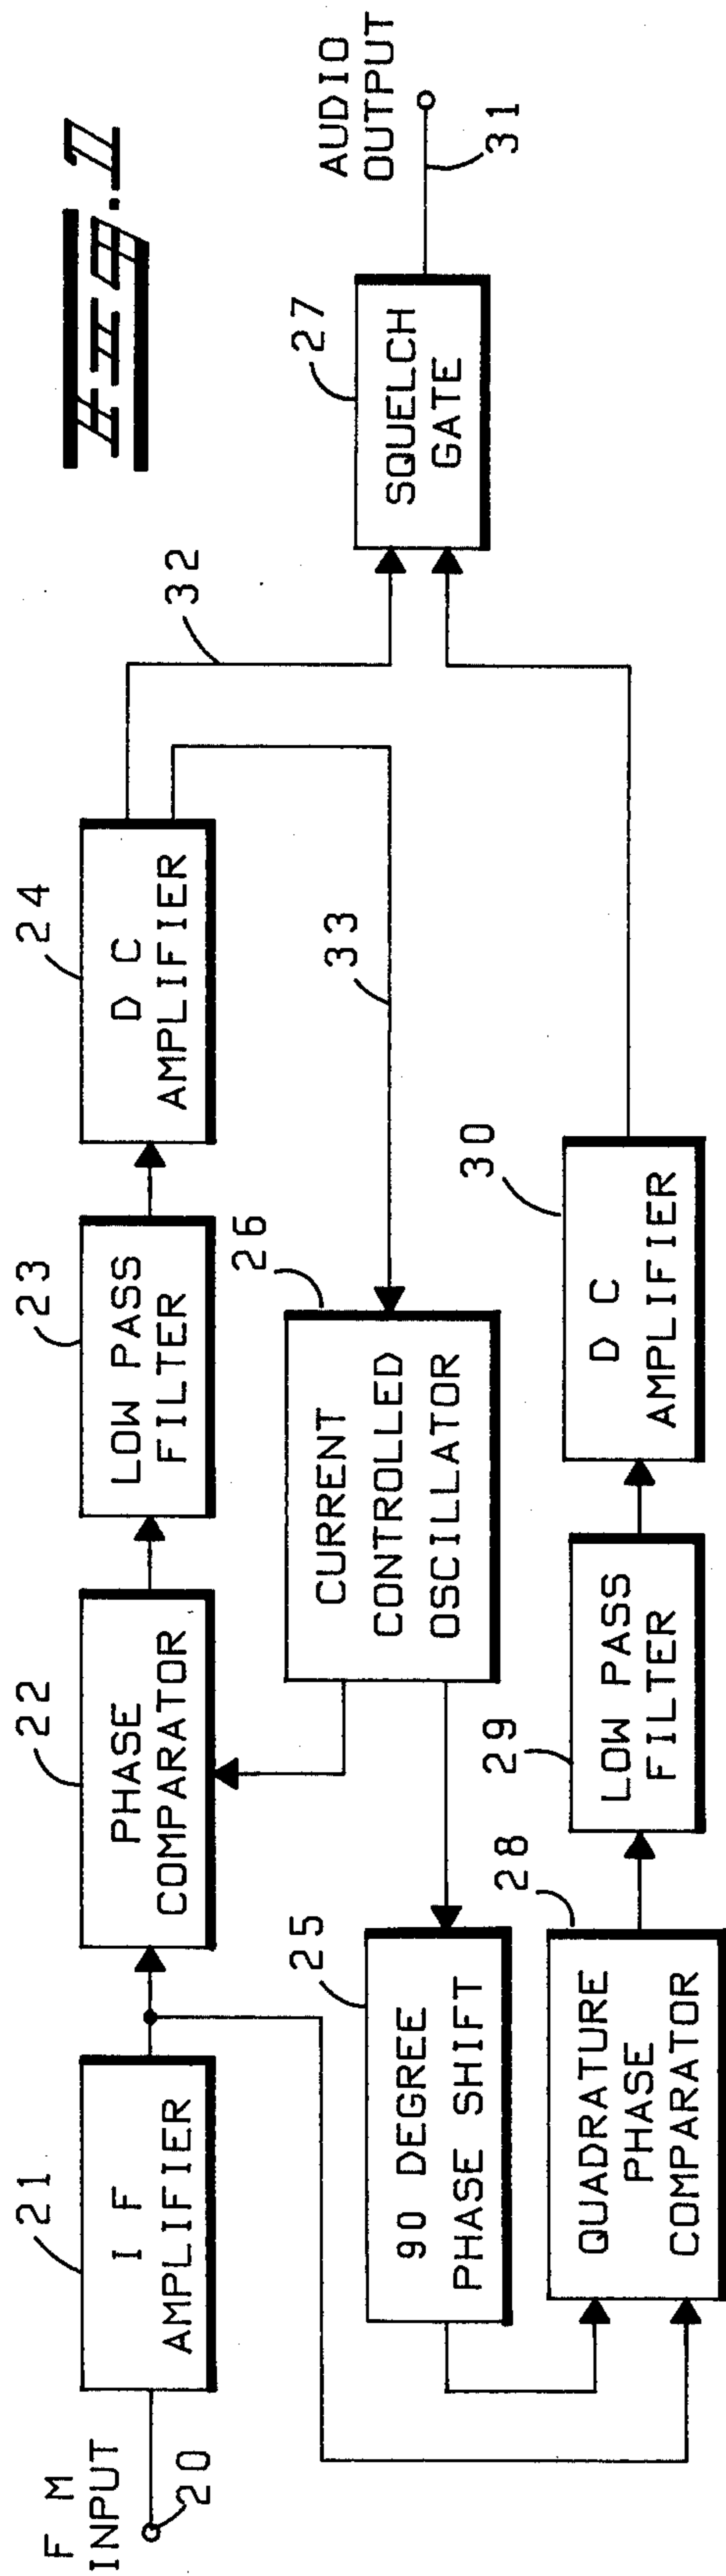 Fig. II
F M
INPUT
20
21
I F
AMPLIFIER
22
PHASE
COMPARATOR
23
LOW PASS
FILTER
24
D C
AMPLIFIER
32
33
26
CURRENT
CONTROLLED
OSCILLATOR
25
90 DEGREE
PHASE SHIFT
28
QUADRATURE
PHASE
COMPARATOR
29
LOW PASS
FILTER
30
D C
AMPLIFIER
27
SQUELCH
GATE
AUDIO
OUTPUT
31